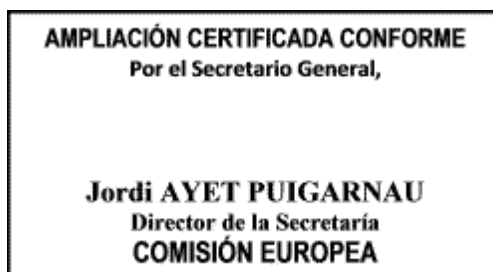 AMPLIACIÓN CERTIFICADA CONFORME
Por el Secretario General,
Jordi AYET PUIGARNAU
Director de la Secretaría
COMISIÓN EUROPEA